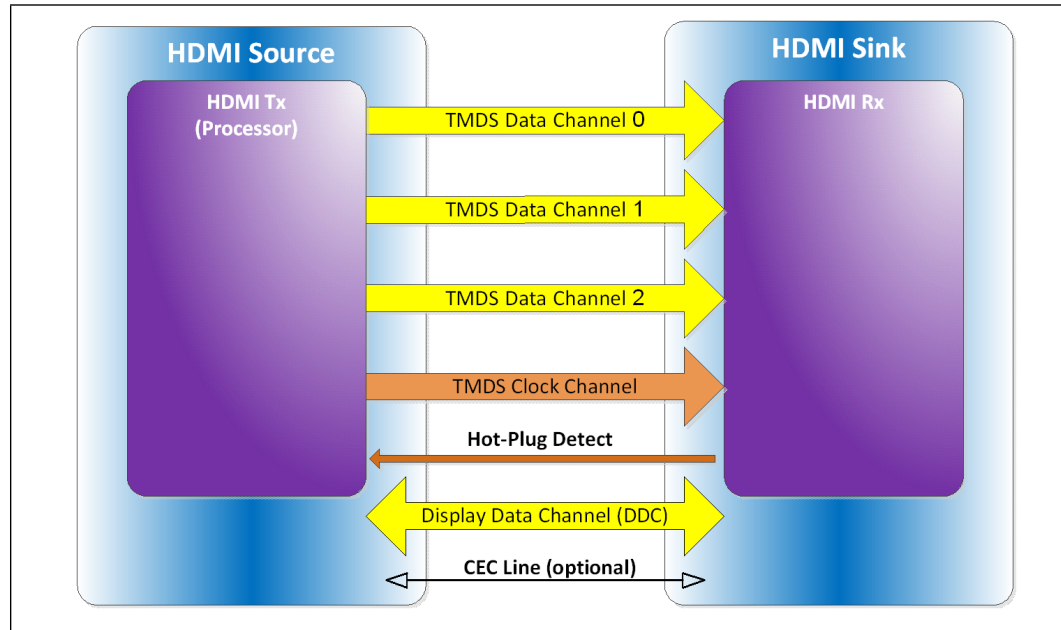 HDMI Source
HDMI Sink
HDMI Tx
(Processor)
HDMI Rx
TMDS Data Channel 0
TMDS Data Channel 1
TMDS Data Channel 2
TMDS Clock Channel
Hot-Plug Detect
Display Data Channel (DDC)
CEC Line (optional)